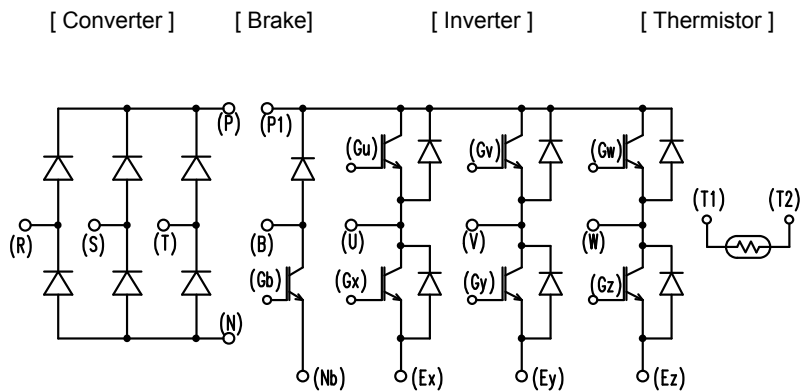 [ Converter ] [ Brake] [ Inverter ] [ Thermistor ]
(P) (P1)
(Gu) (Gv) (Gw)
(T1) (T2)
(R) (S) (T) (B) (U) (V) (W)
(Gb) (Gx) (Gy) (Gz)
(N)
(Nb) (Ex) (Ey) (Ez)